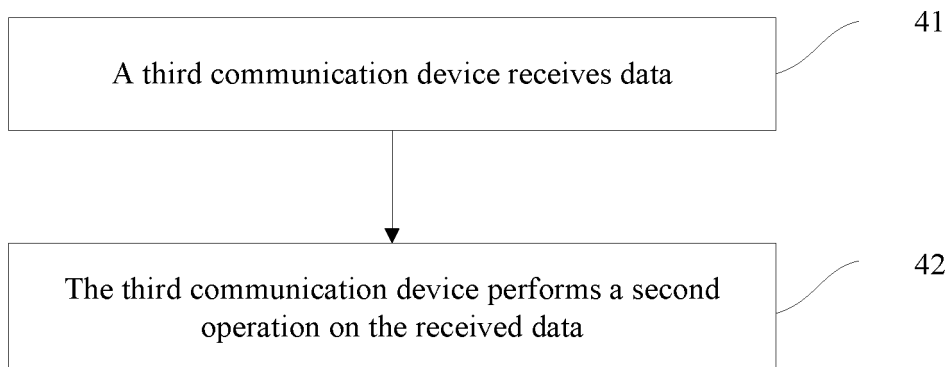 41
A third communication device receives data
42
The third communication device performs a second
operation on the received data